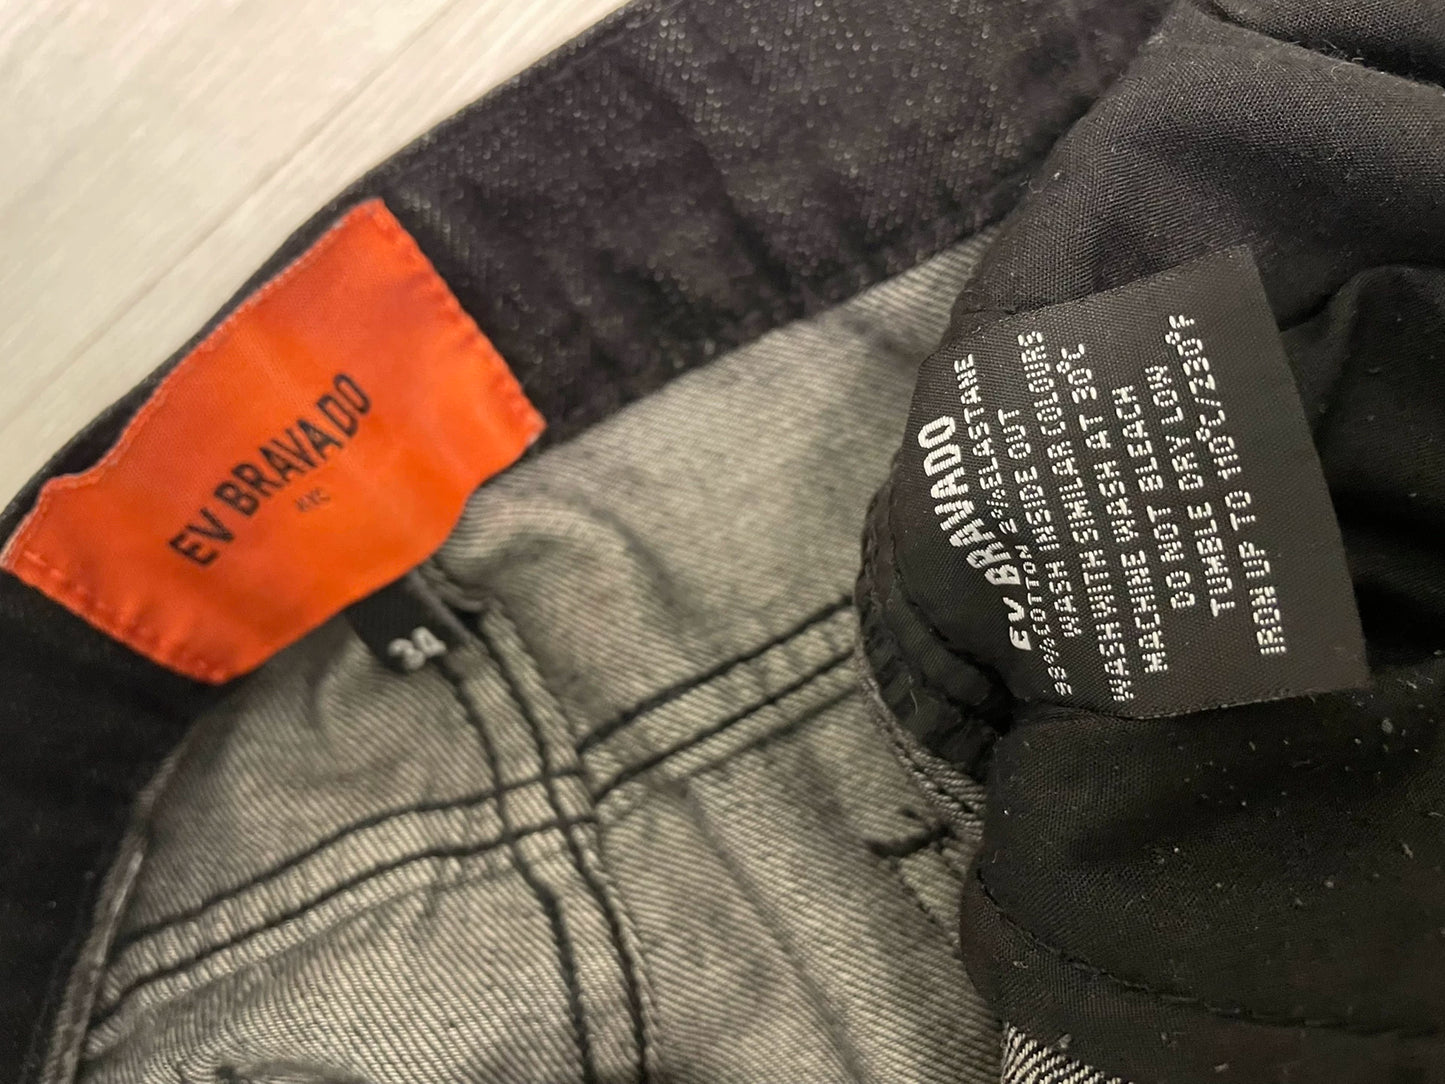 EV BRAVADO
NYC
34
EV BRAVADO
98%COTTON 2%ELASTANE
WASH INSIDE OUT
WASH WITH SIMILAR COLOURS
MACHINE WASH AT 30°C
DO NOT BLEACH
TUMBLE DRY LOW
IRON UP TO 110°C/230°F